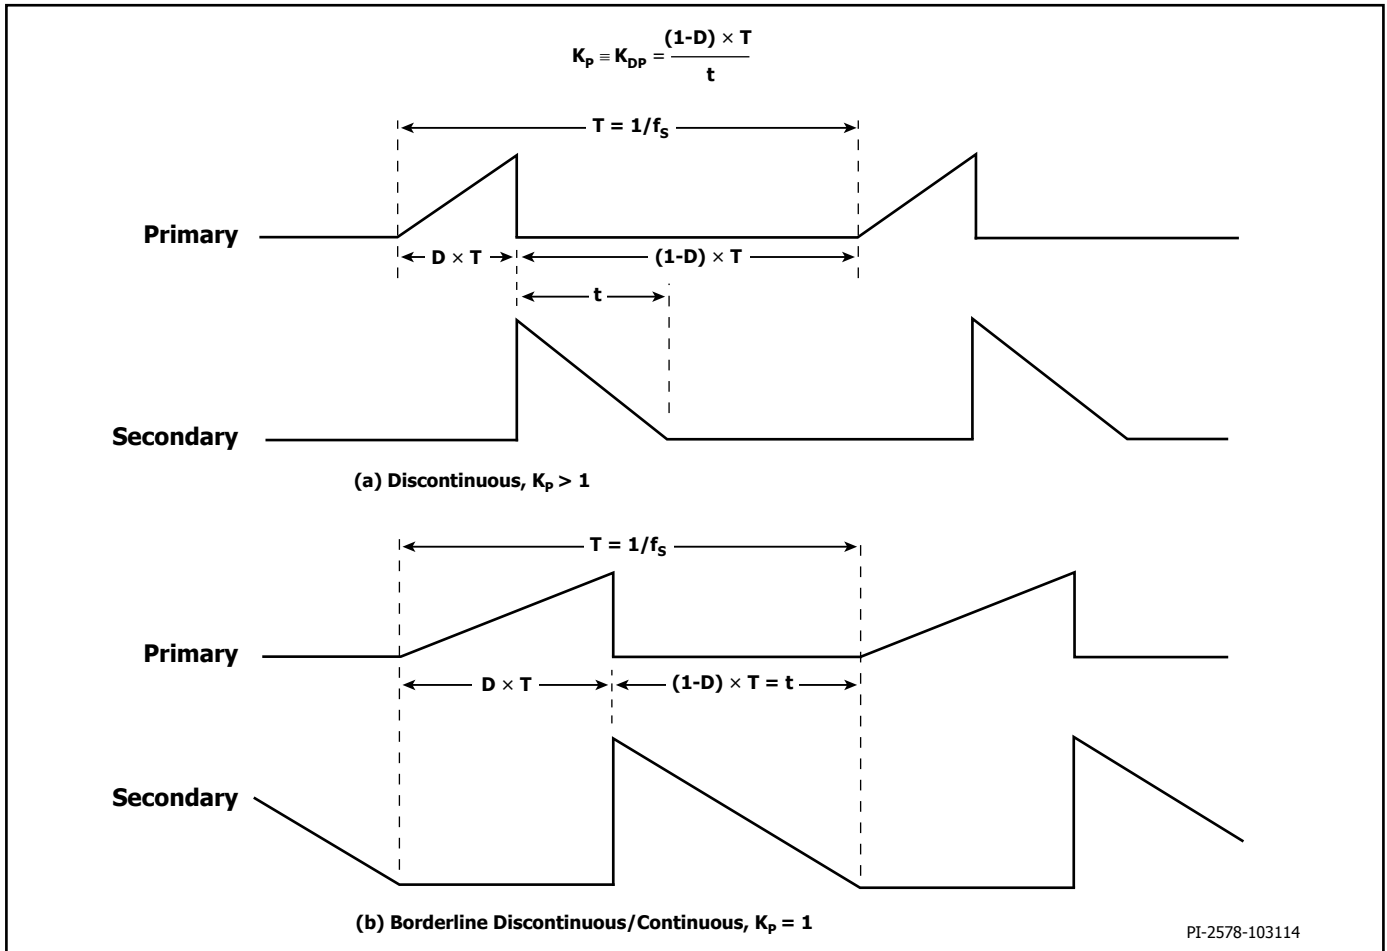 K_P ≡ K_DP = (1-D) × T / t
T = 1/f_S
Primary
D × T
(1-D) × T
t
Secondary
(a) Discontinuous, K_P > 1
T = 1/f_S
Primary
D × T
(1-D) × T = t
Secondary
(b) Borderline Discontinuous/Continuous, K_P = 1
PI-2578-103114